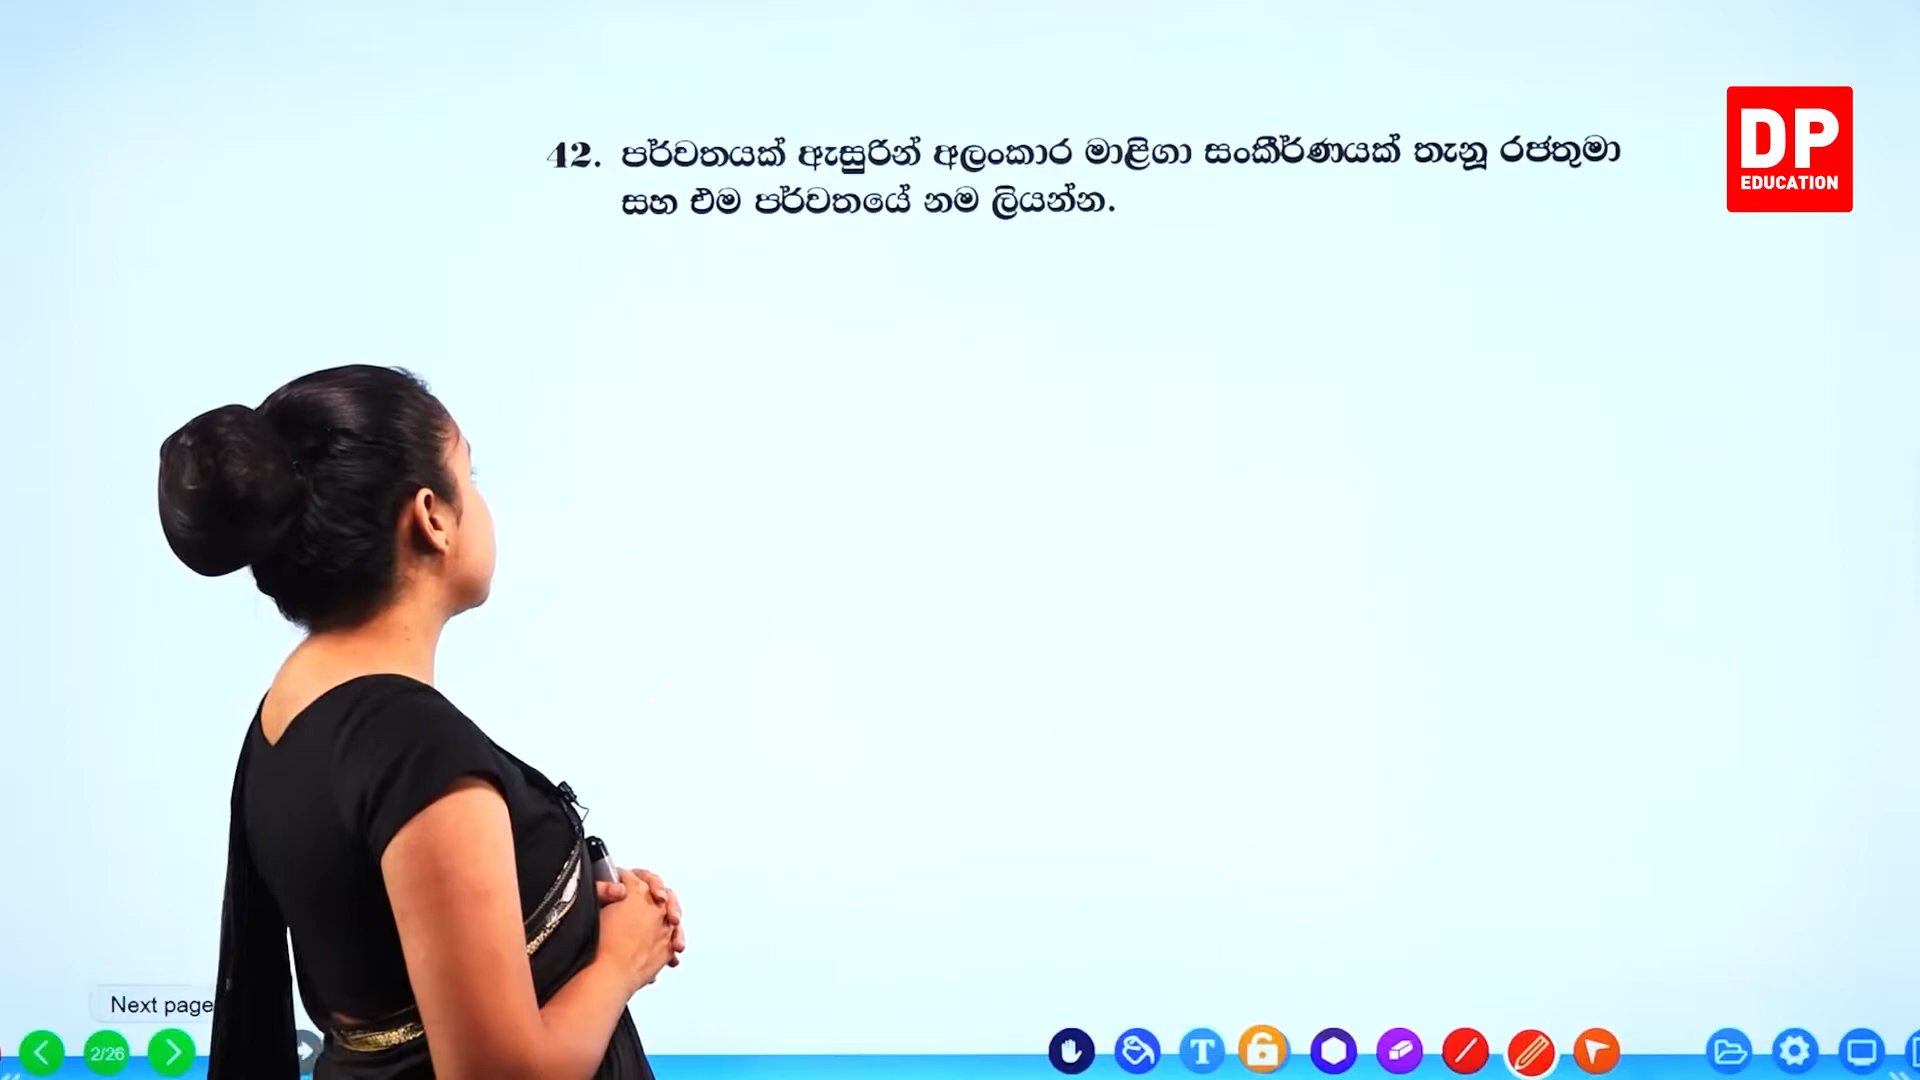 DP
EDUCATION
42. පර්වතයක් ඇසුරින් අලංකාර මාළිගා සංකීර්ණයක් තැනූ රජතුමා
සහ එම පර්වතයේ නම ලියන්න.
Next page
2/26
T